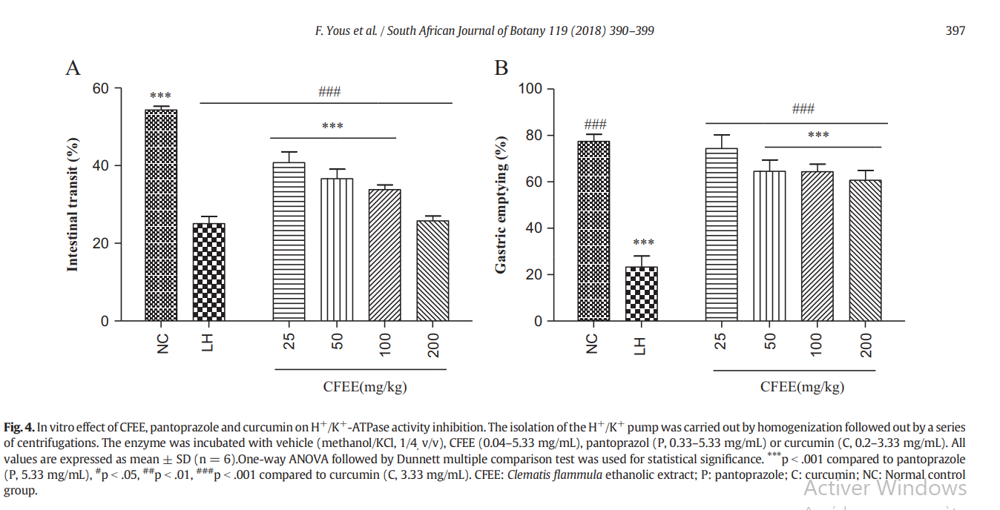 F. Yous et al. / South African Journal of Botany 119 (2018) 390–399
397
A
60
40
20
0
Intestinal transit (%)
***
###
***
NC
LH
25
50
100
200
CFEE(mg/kg)
B
100
80
60
40
20
0
Gastric emptying (%)
###
***
###
***
NC
LH
25
50
100
200
CFEE(mg/kg)
Fig. 4. In vitro effect of CFEE, pantoprazole and curcumin on H+/K+-ATPase activity inhibition. The isolation of the H+/K+ pump was carried out by homogenization followed out by a series
of centrifugations. The enzyme was incubated with vehicle (methanol/KCl, 1/4, v/v), CFEE (0.04–5.33 mg/mL), pantoprazol (P, 0.33–5.33 mg/mL) or curcumin (C, 0.2–3.33 mg/mL). All
values are expressed as mean ± SD (n = 6).One-way ANOVA followed by Dunnett multiple comparison test was used for statistical significance. ***p < .001 compared to pantoprazole
(P, 5.33 mg/mL), #p < .05, ##p < .01, ###p < .001 compared to curcumin (C, 3.33 mg/mL). CFEE: Clematis flammula ethanolic extract; P: pantoprazole; C: curcumin; NC: Normal control
group.
Activer Windows